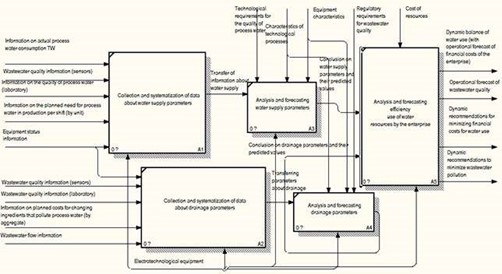 Technological
requirements for
the quality of
process water
Equipment
characteristics
Regulatory
requirements
for wastewater
quality
Cost of
resources
Characteristics of
technological
processes
Dynamic balance of
water use (with
operational forecast of
financial costs of the
enterprise)
Information on actual process
water consumption TW
Wastewater quality information (sensors)
Information on the quality of process water
(laboratory)
Information on the planned need for process
water in production per shift (by unit)
Equipment status
information
Collection and systematization of data
about water supply parameters
0 ?
A1
Transfer of
information about
water supply
Conclusion on
water supply
parameters and
their predicted
values
Analysis and forecasting
water supply parameters
0 ?
A3
Analysis and forecasting
efficiency
use of water
resources by the enterprise
0 ?
Operational forecast of
wastewater quality
Dynamic
recommendations for
minimizing financial
costs for water use
Dynamic
recommendations to
minimize wastewater
pollution
Conclusion on drainage parameters and their
predicted values
Transferring
parameters
about drainage
Wastewater quality information (sensors)
Wastewater quality information (laboratory)
Information on planned costs for changing
ingredients that pollute process water (by
aggregate)
Wastewater flow information
Collection and systematization of data
about drainage parameters
0 ?
A2
Analysis and forecasting
drainage parameters
0 ?
A4
Electrotechnological equipment